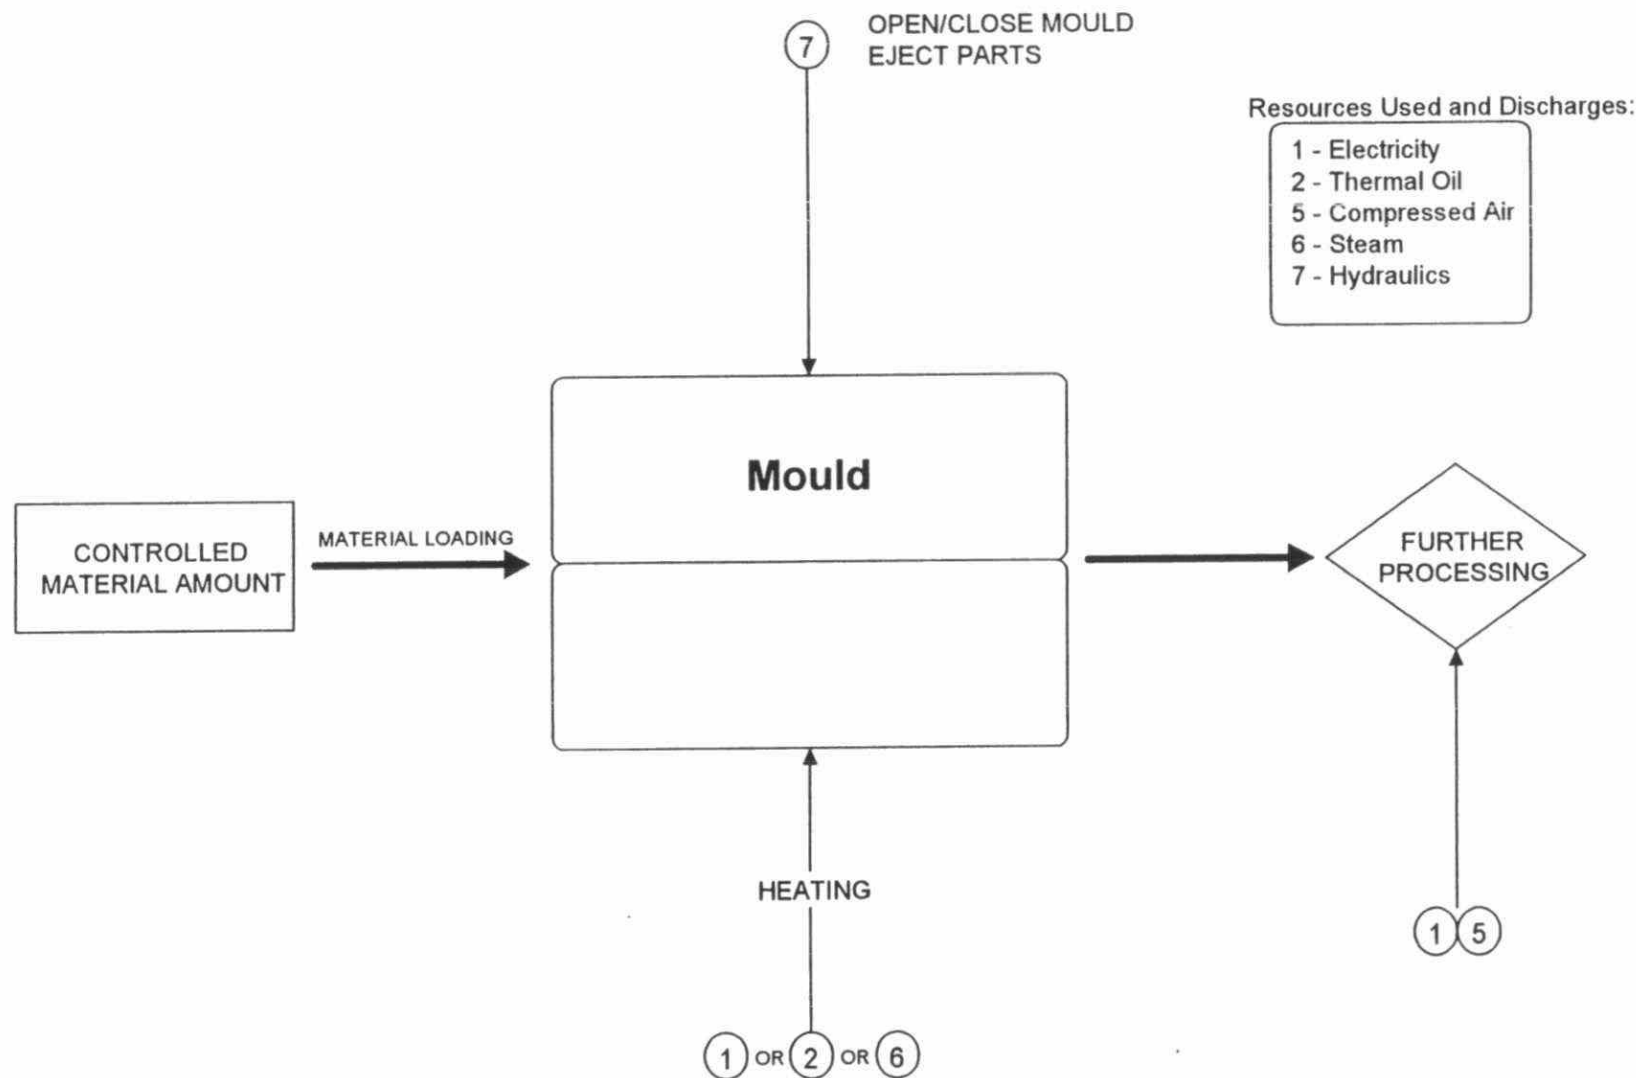 7
OPEN/CLOSE MOULD
EJECT PARTS
Resources Used and Discharges:
1 - Electricity
2 - Thermal Oil
5 - Compressed Air
6 - Steam
7 - Hydraulics
Mould
CONTROLLED
MATERIAL AMOUNT
MATERIAL LOADING
FURTHER
PROCESSING
HEATING
1 5
1 OR 2 OR 6